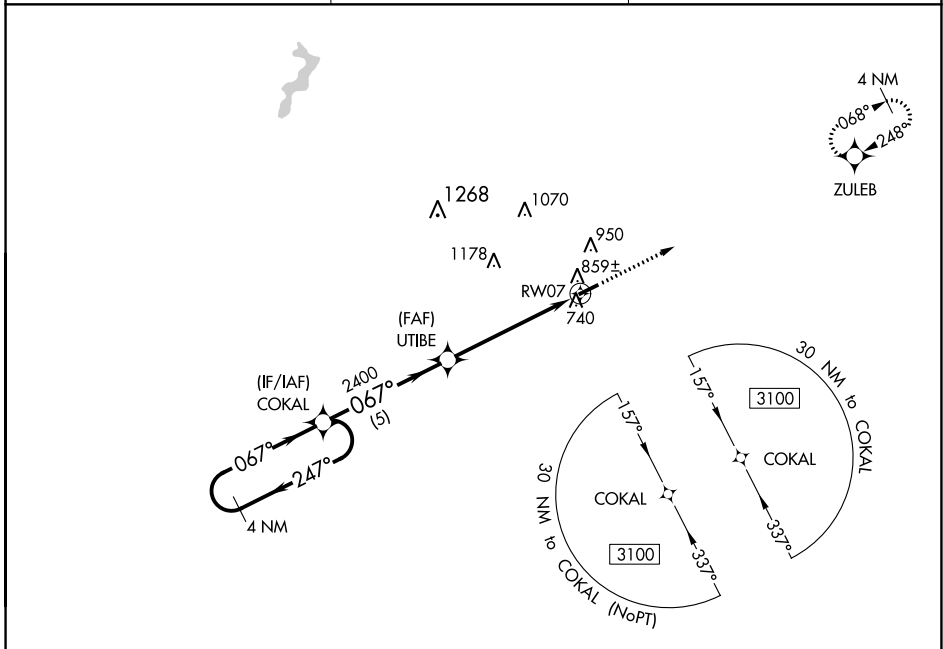 4 NM
068°
248°
ZULEB
1268
1070
950
1178
859±
RW07
740
(FAF)
UTIBE
(IF/IAF)
COKAL
2400
067°
(5)
067°
247°
4 NM
30 NM to COKAL
157°
3100
COKAL
337°
157°
COKAL
3100
337°
30 NM to COKAL (NoPT)